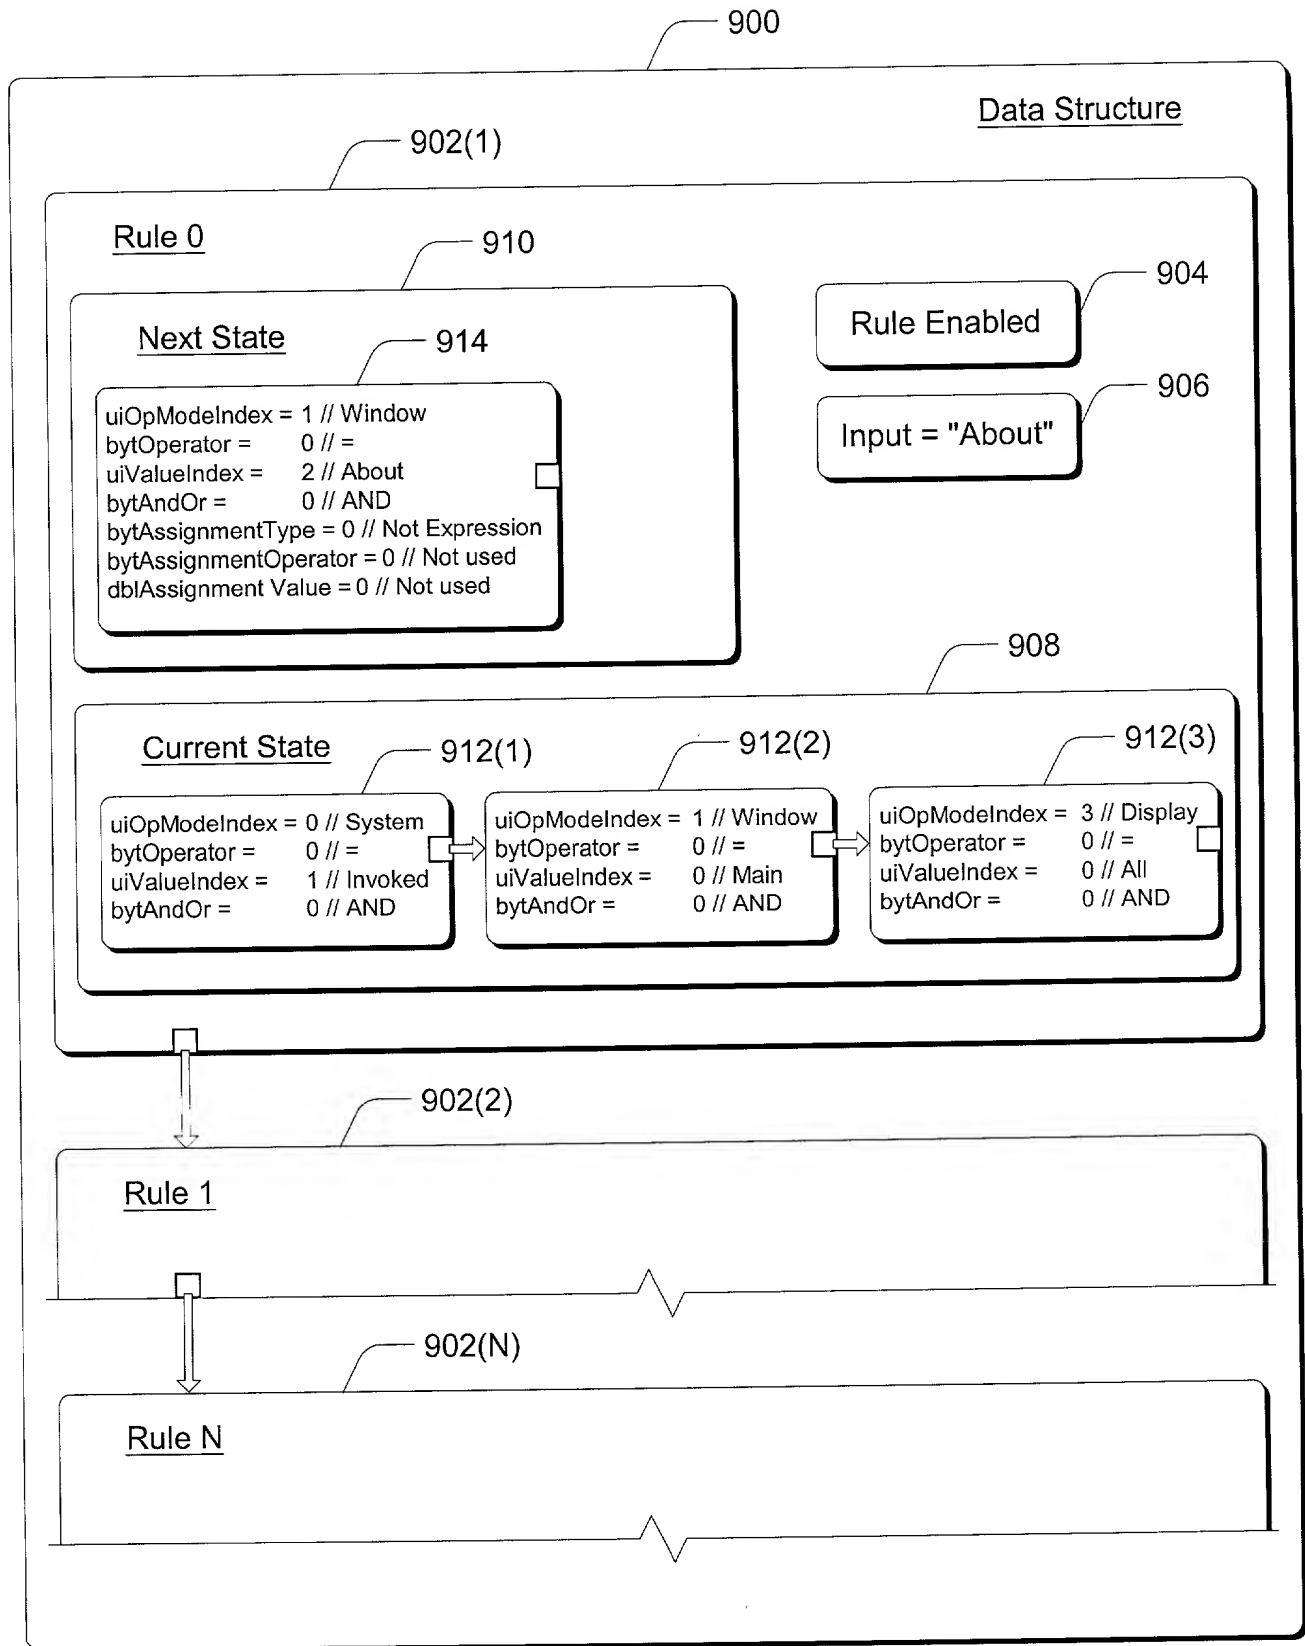 900
Data Structure
902(1)
Rule 0
910
904
Rule Enabled
Next State
914
906
Input = "About"
uiOpModeIndex = 1 // Window
bytOperator = 0 // =
uiValueIndex = 2 // About
bytAndOr = 0 // AND
bytAssignmentType = 0 // Not Expression
bytAssignmentOperator = 0 // Not used
dblAssignment Value = 0 // Not used
908
Current State
912(1)
912(2)
912(3)
uiOpModeIndex = 0 // System
bytOperator = 0 // =
uiValueIndex = 1 // Invoked
bytAndOr = 0 // AND
uiOpModeIndex = 1 // Window
bytOperator = 0 // =
uiValueIndex = 0 // Main
bytAndOr = 0 // AND
uiOpModeIndex = 3 // Display
bytOperator = 0 // =
uiValueIndex = 0 // All
bytAndOr = 0 // AND
902(2)
Rule 1
902(N)
Rule N